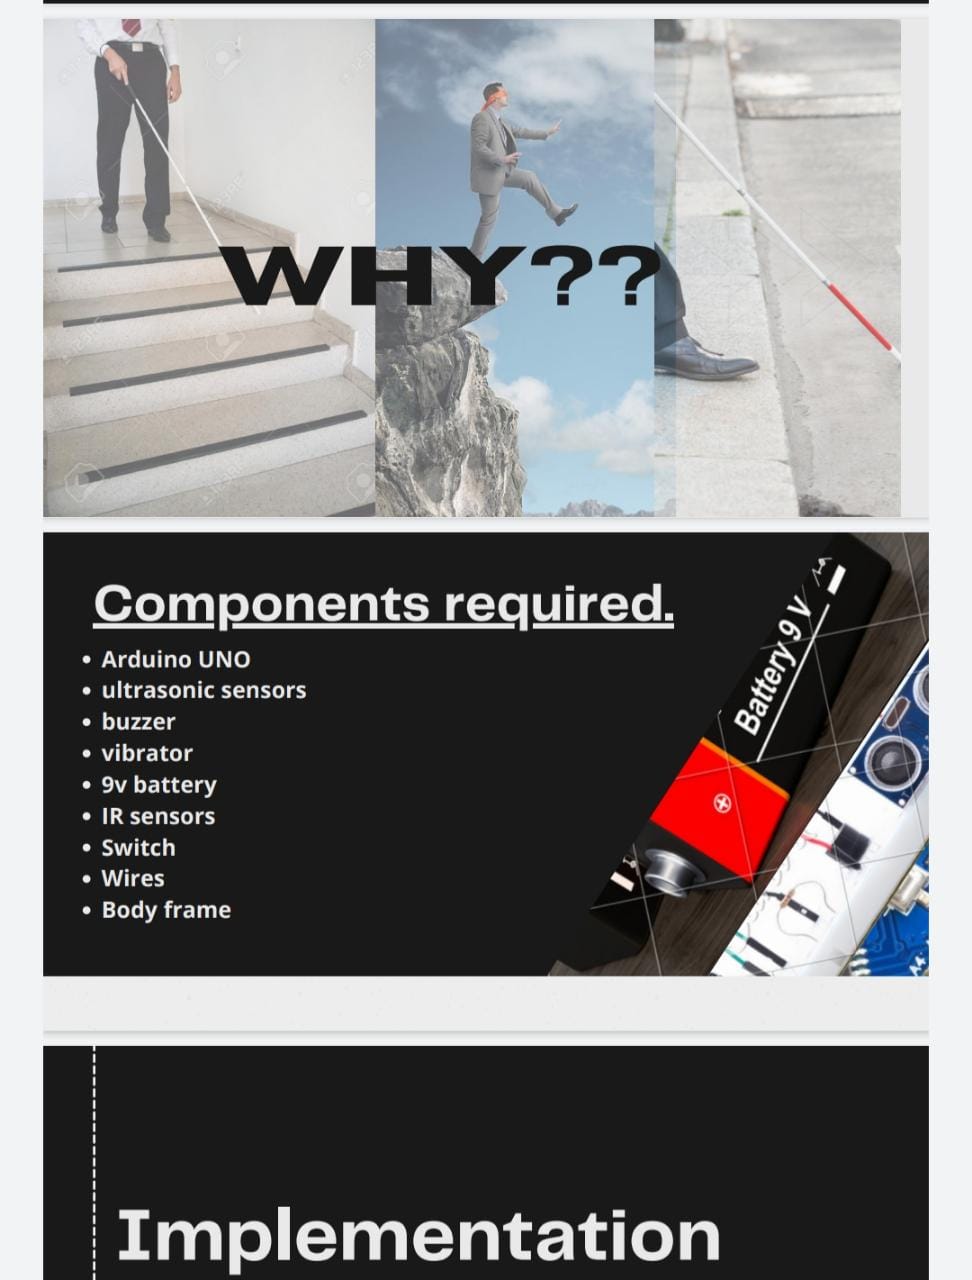 WHY??
Components required.
• Arduino UNO
• ultrasonic sensors
• buzzer
• vibrator
• 9v battery
• IR sensors
• Switch
• Wires
• Body frame
Battery 9 V
A4
Implementation